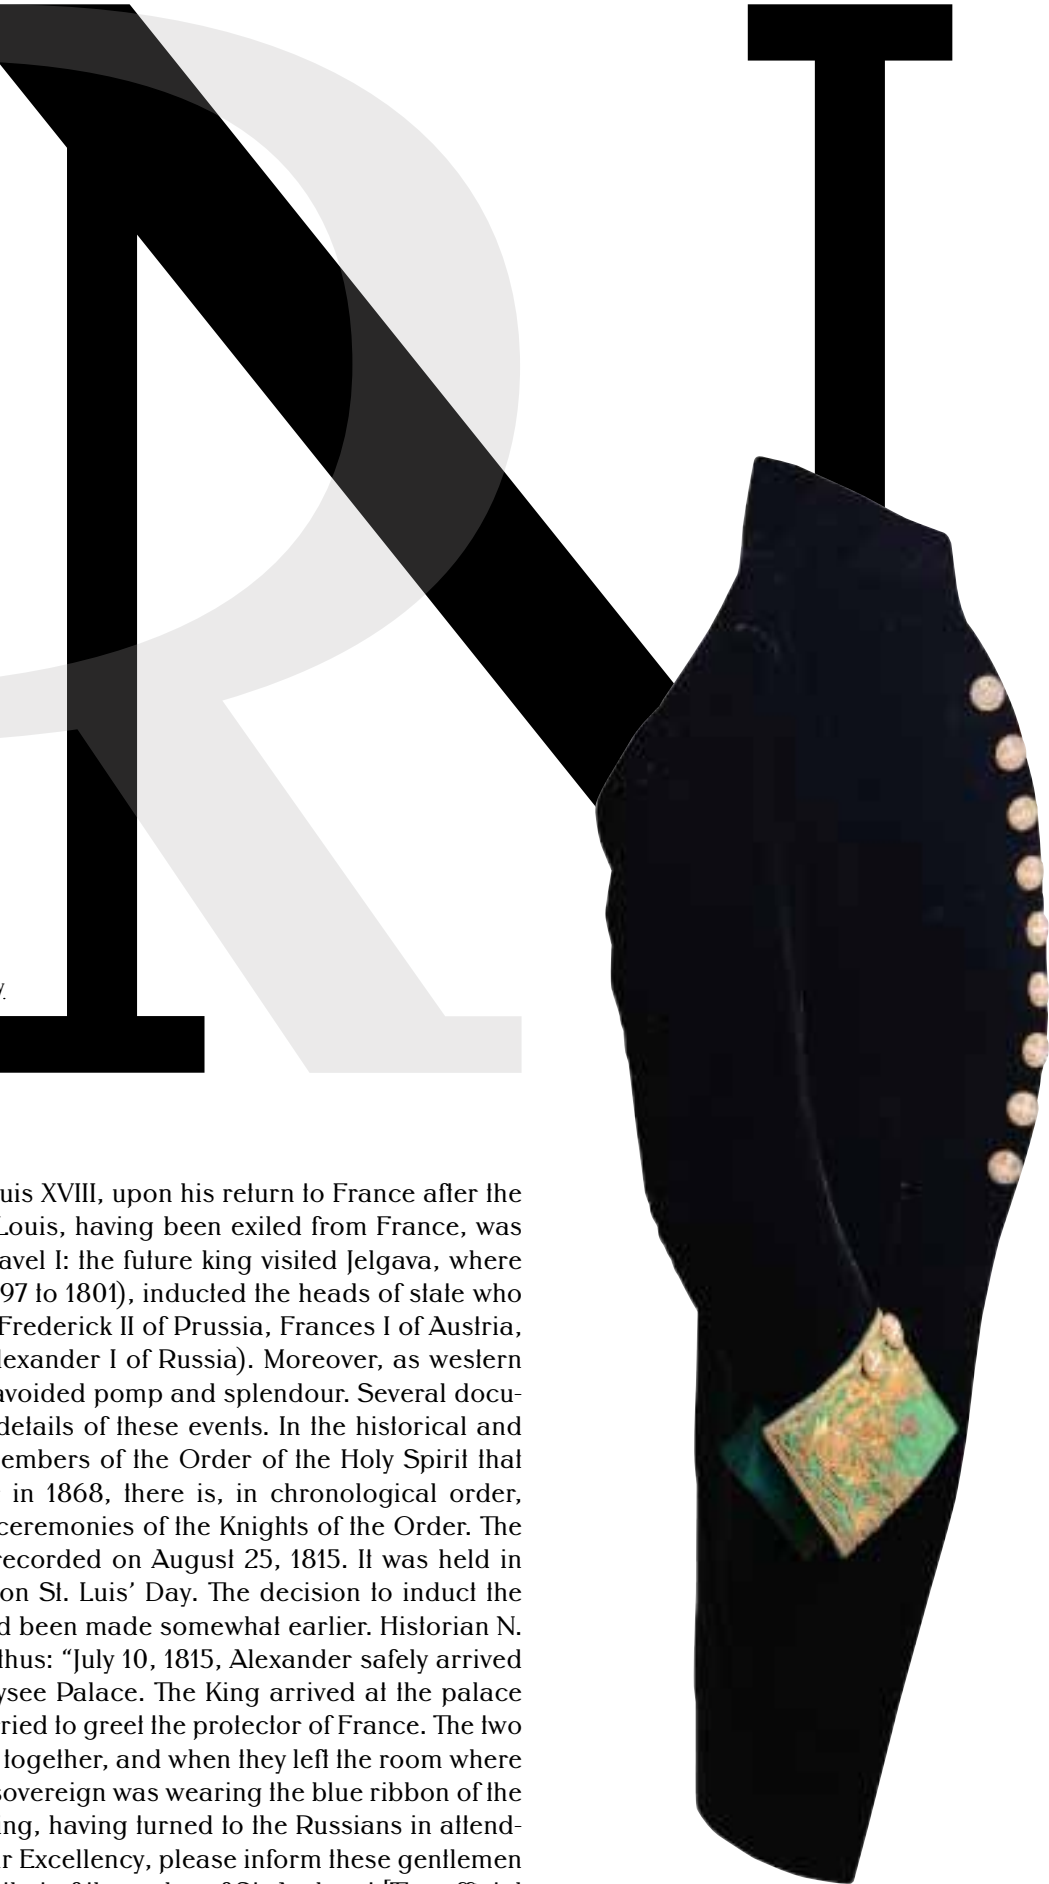 N
R
y.
uis XVIII, upon his return to France after the
Louis, having been exiled from France, was
avel I: the future king visited Jelgava, where
97 to 1801), inducted the heads of state who
Frederick II of Prussia, Frances I of Austria,
lexander I of Russia). Moreover, as western
avoided pomp and splendour. Several docu-
details of these events. In the historical and
embers of the Order of the Holy Spirit that
in 1868, there is, in chronological order,
ceremonies of the Knights of the Order. The
recorded on August 25, 1815. It was held in
on St. Luis’ Day. The decision to induct the
d been made somewhat earlier. Historian N.
thus: “July 10, 1815, Alexander safely arrived
ysee Palace. The King arrived at the palace
ried to greet the protector of France. The two
together, and when they left the room where
sovereign was wearing the blue ribbon of the
ing, having turned to the Russians in attend-
r Excellency, please inform these gentlemen